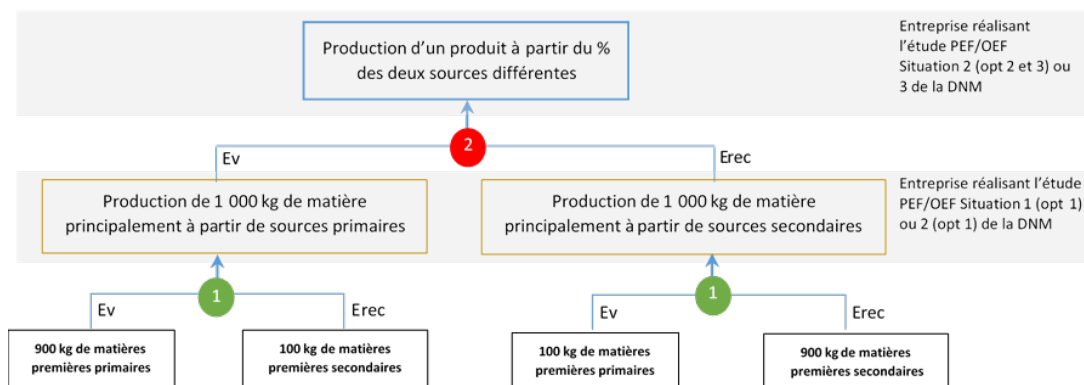 Production d’un produit à partir du %
des deux sources différentes
Entreprise réalisant
l’étude PEF/OEF
Situation 2 (opt 2 et 3) ou
3 de la DNM
2
Ev
Erec
Production de 1 000 kg de matière
principalement à partir de sources primaires
Production de 1 000 kg de matière
principalement à partir de sources secondaires
Entreprise réalisant l’étude
PEF/OEF Situation 1 (opt 1)
ou 2 (opt 1) de la DNM
1
1
Ev
Erec
Ev
Erec
900 kg de matières
premières primaires
100 kg de matières
premières secondaires
100 kg de matières
premières primaires
900 kg de matières
premières secondaires